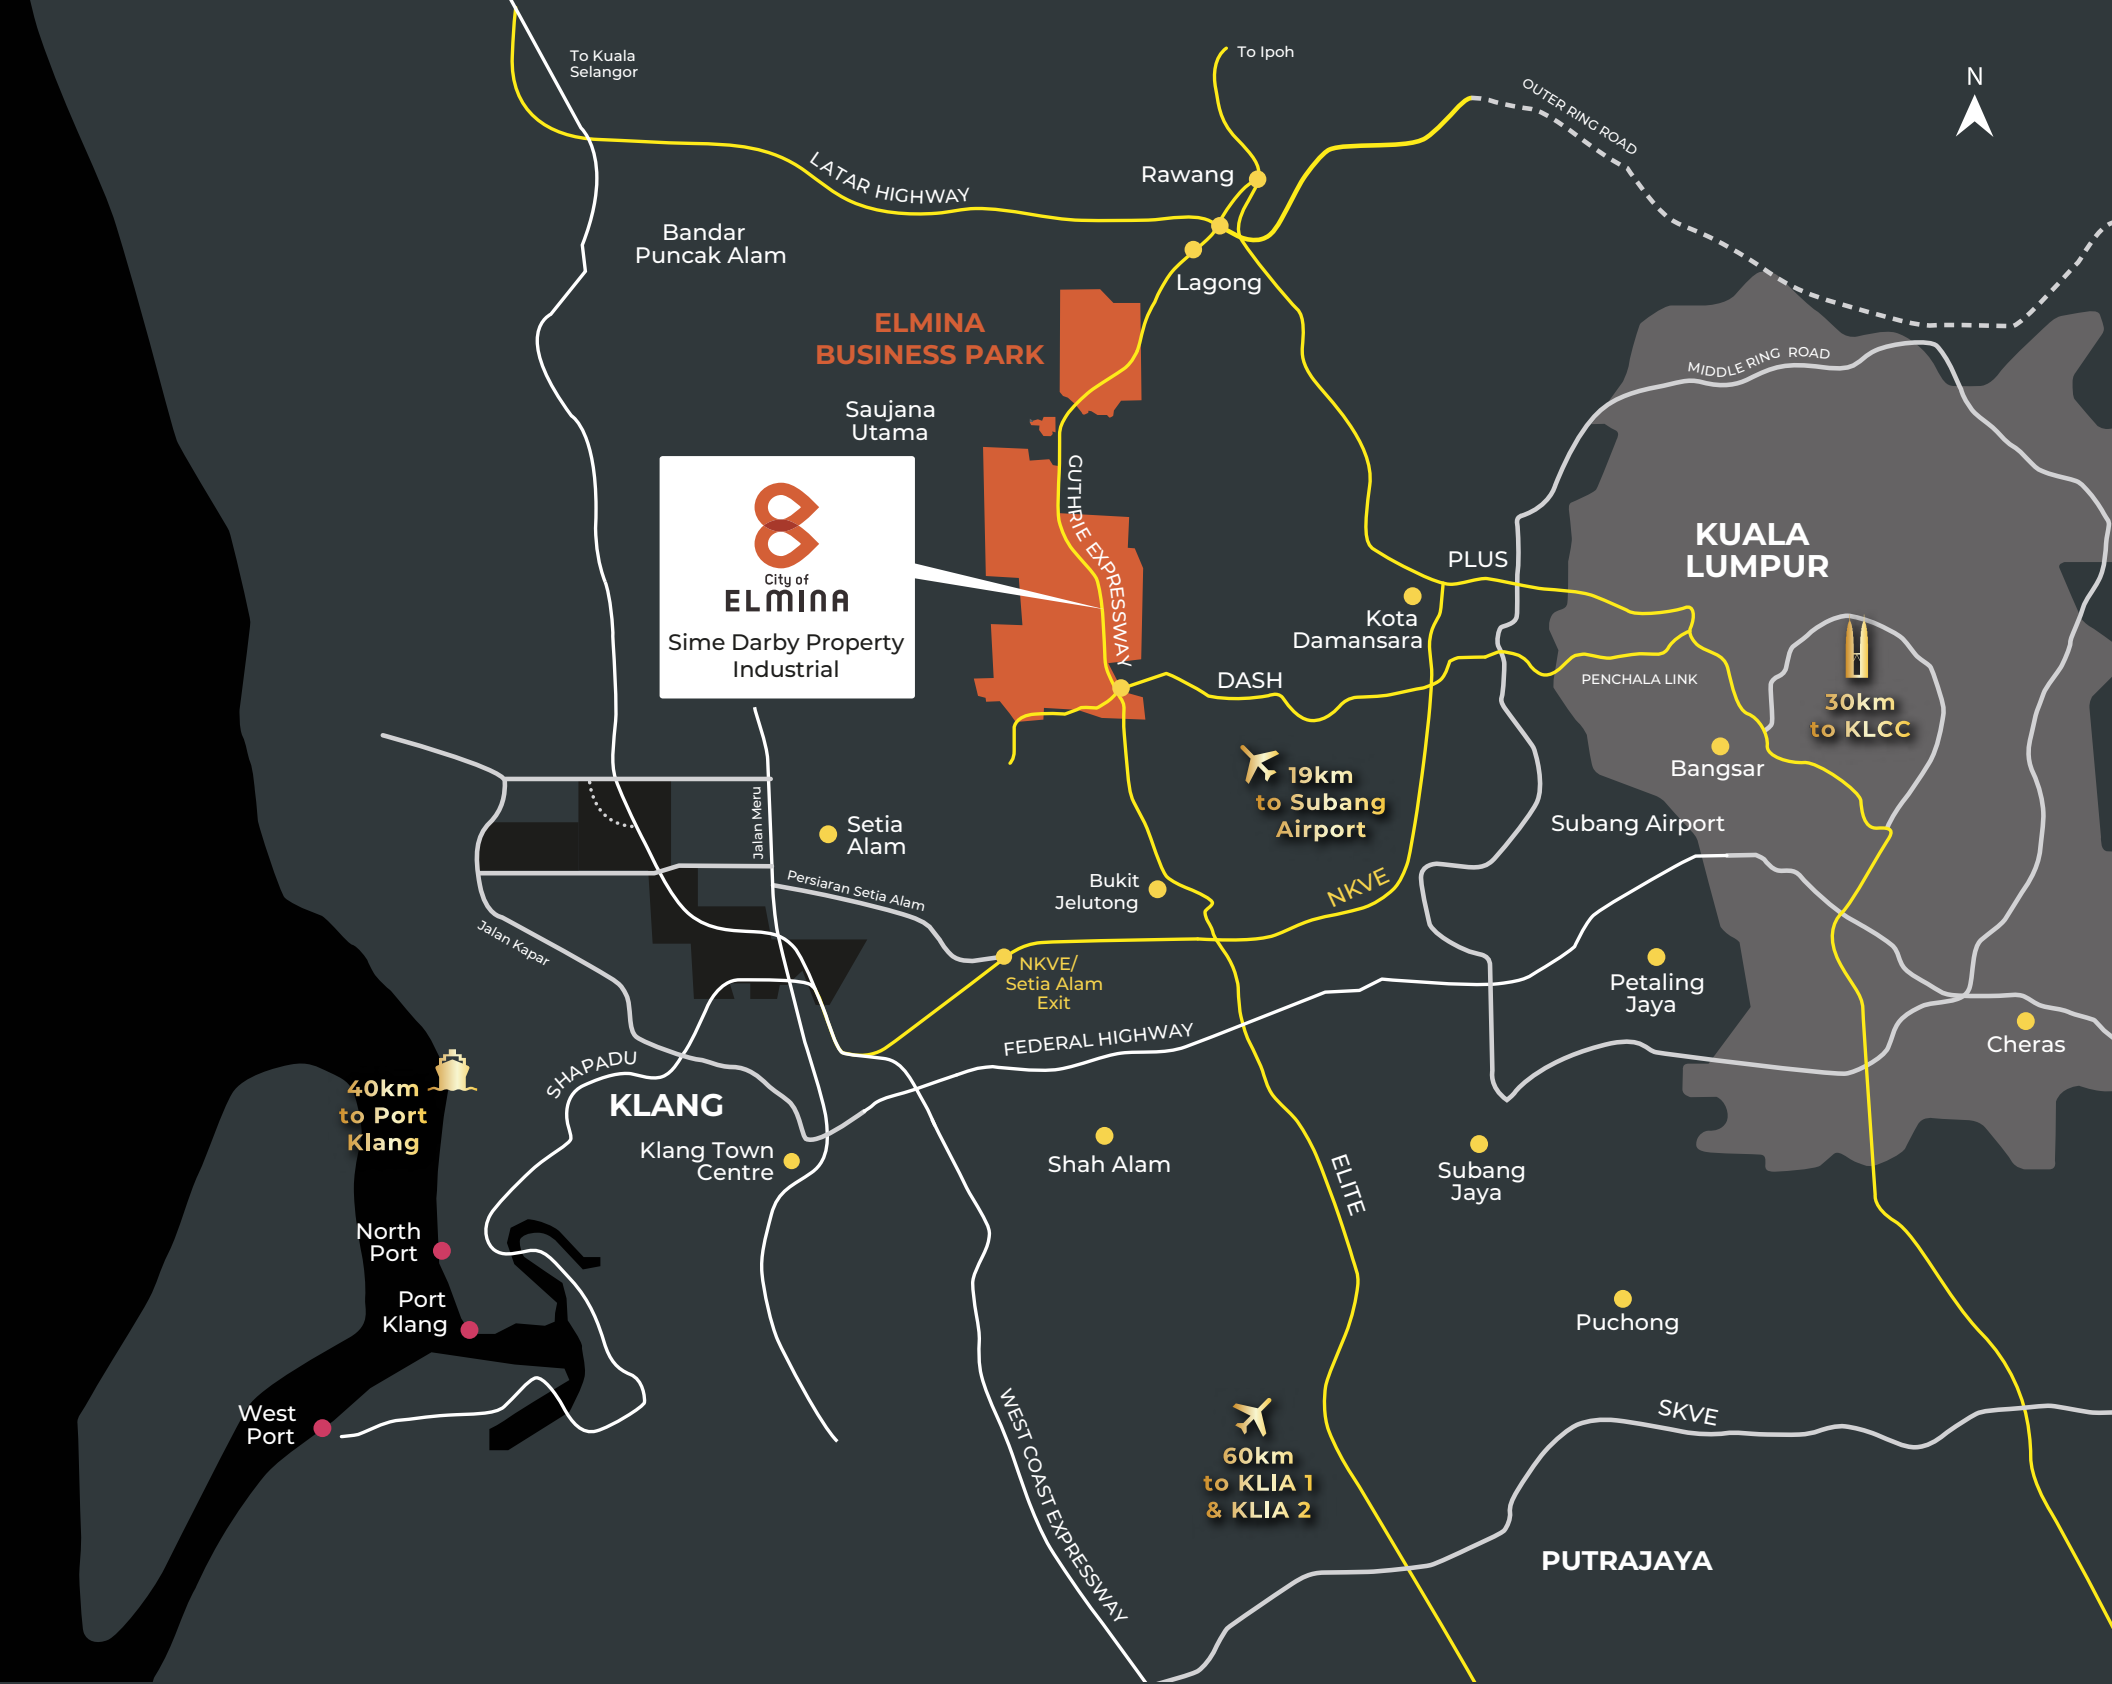 To Kuala
Selangor
To Ipoh
OUTER RING ROAD
N
LATAR HIGHWAY
Rawang
Bandar
Puncak Alam
Lagong
ELMINA
BUSINESS PARK
MIDDLE RING ROAD
Saujana
Utama
GUTHRIE EXPRESSWAY
City of
ELMINA
Sime Darby Property
Industrial
KUALA
LUMPUR
PLUS
Kota
Damansara
DASH
PENCHALA LINK
30km
to KLCC
Bangsar
19km
to Subang
Airport
Subang Airport
Jalan Meru
Setia
Alam
Persiaran Setia Alam
Bukit
Jelutong
NKVE
Jalan Kapar
NKVE/
Setia Alam
Exit
Petaling
Jaya
FEDERAL HIGHWAY
Cheras
SHAPADU
40km
to Port
Klang
KLANG
Klang Town
Centre
Shah Alam
ELITE
Subang
Jaya
North
Port
Port
Klang
Puchong
West
Port
WEST COAST EXPRESSWAY
SKVE
60km
to KLIA 1
& KLIA 2
PUTRAJAYA